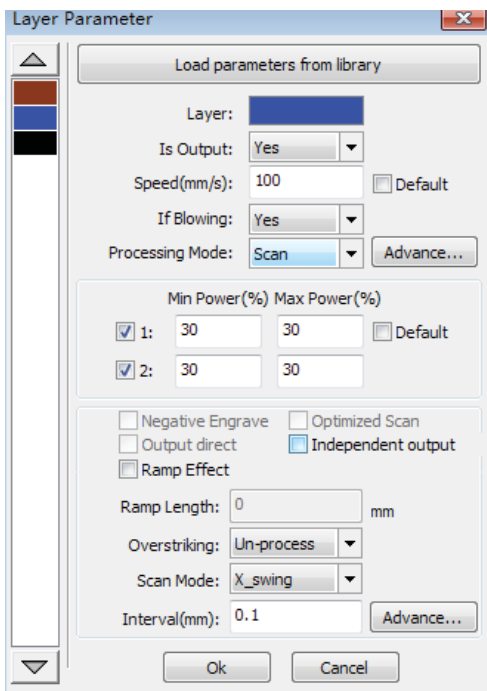 Layer Parameter
Load parameters from library
Layer:
Is Output: Yes
Speed(mm/s): 100 Default
If Blowing: Yes
Processing Mode: Scan Advance...
Min Power(%) Max Power(%)
1: 30 30 Default
2: 30 30
Negative Engrave Optimized Scan
Output direct Independent output
Ramp Effect
Ramp Length: 0 mm
Overstriking: Un-process
Scan Mode: X_swing
Interval(mm): 0.1 Advance...
Ok Cancel